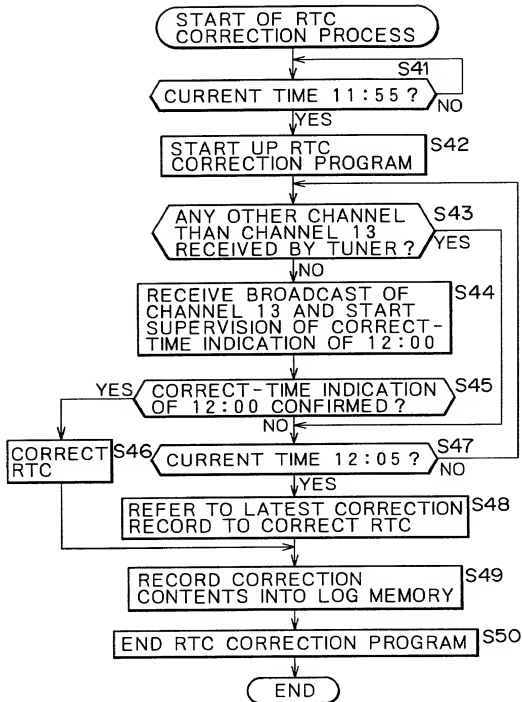 START OF RTC
CORRECTION PROCESS
S41
CURRENT TIME 11:55?
NO
YES
START UP RTC
CORRECTION PROGRAM
S42
ANY OTHER CHANNEL
THAN CHANNEL 13
RECEIVED BY TUNER?
S43
YES
NO
RECEIVE BROADCAST OF
CHANNEL 13 AND START
SUPERVISION OF CORRECT-
TIME INDICATION OF 12:00
S44
YES
CORRECT-TIME INDICATION
OF 12:00 CONFIRMED?
S45
NO
CORRECT
RTC
S46
CURRENT TIME 12:05?
S47
NO
YES
REFER TO LATEST CORRECTION
RECORD TO CORRECT RTC
S48
RECORD CORRECTION
CONTENTS INTO LOG MEMORY
S49
END RTC CORRECTION PROGRAM
S50
END